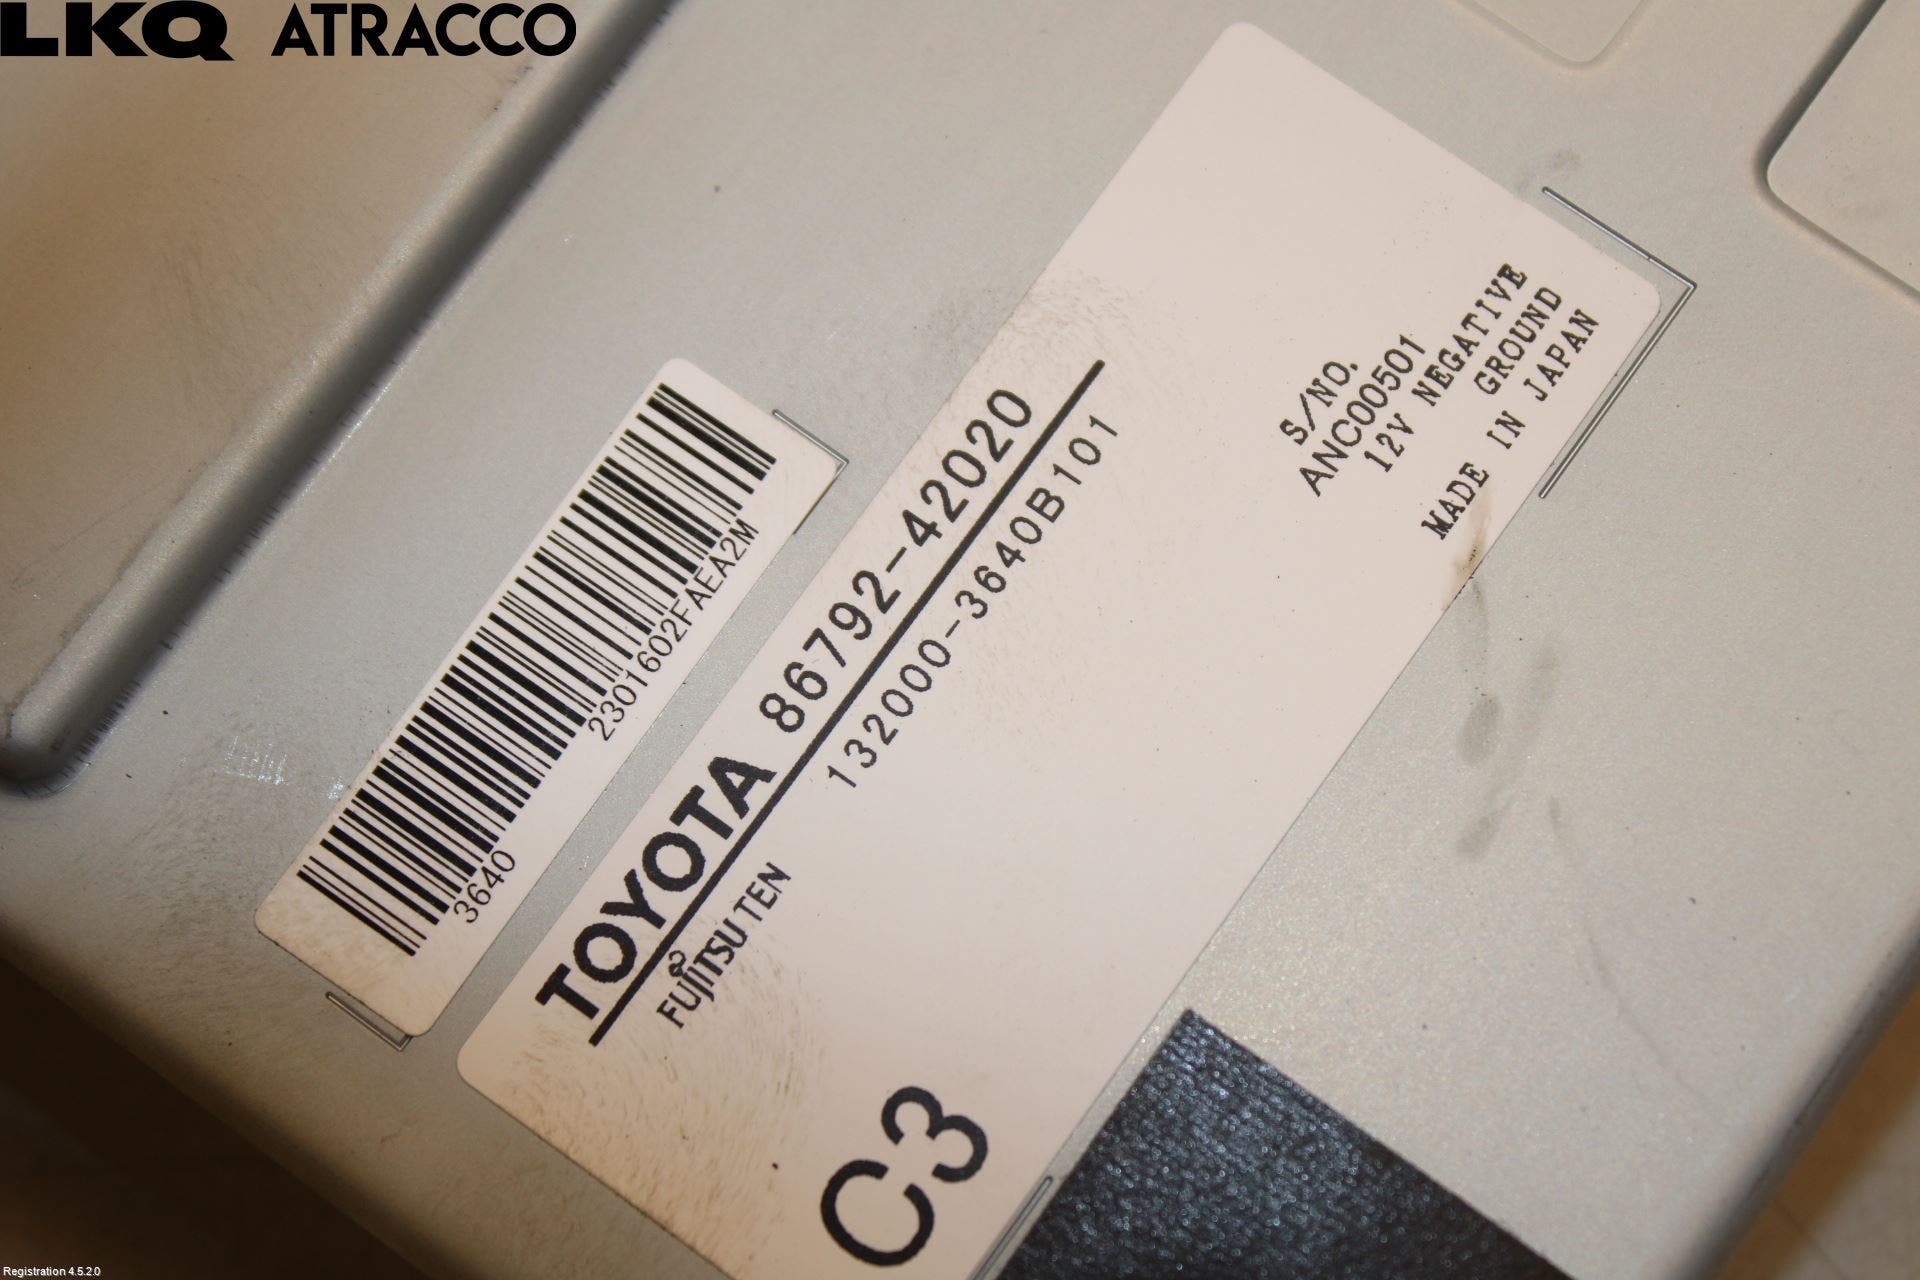 LKQ ATRACCO
3640 2301602FAEA2M
TOYOTA 86792-42020
FUJITSU TEN 132000-3640B101
C3
S/NO.
ANC00501
12V NEGATIVE
GROUND
MADE IN JAPAN
Registration 4.5.2.0